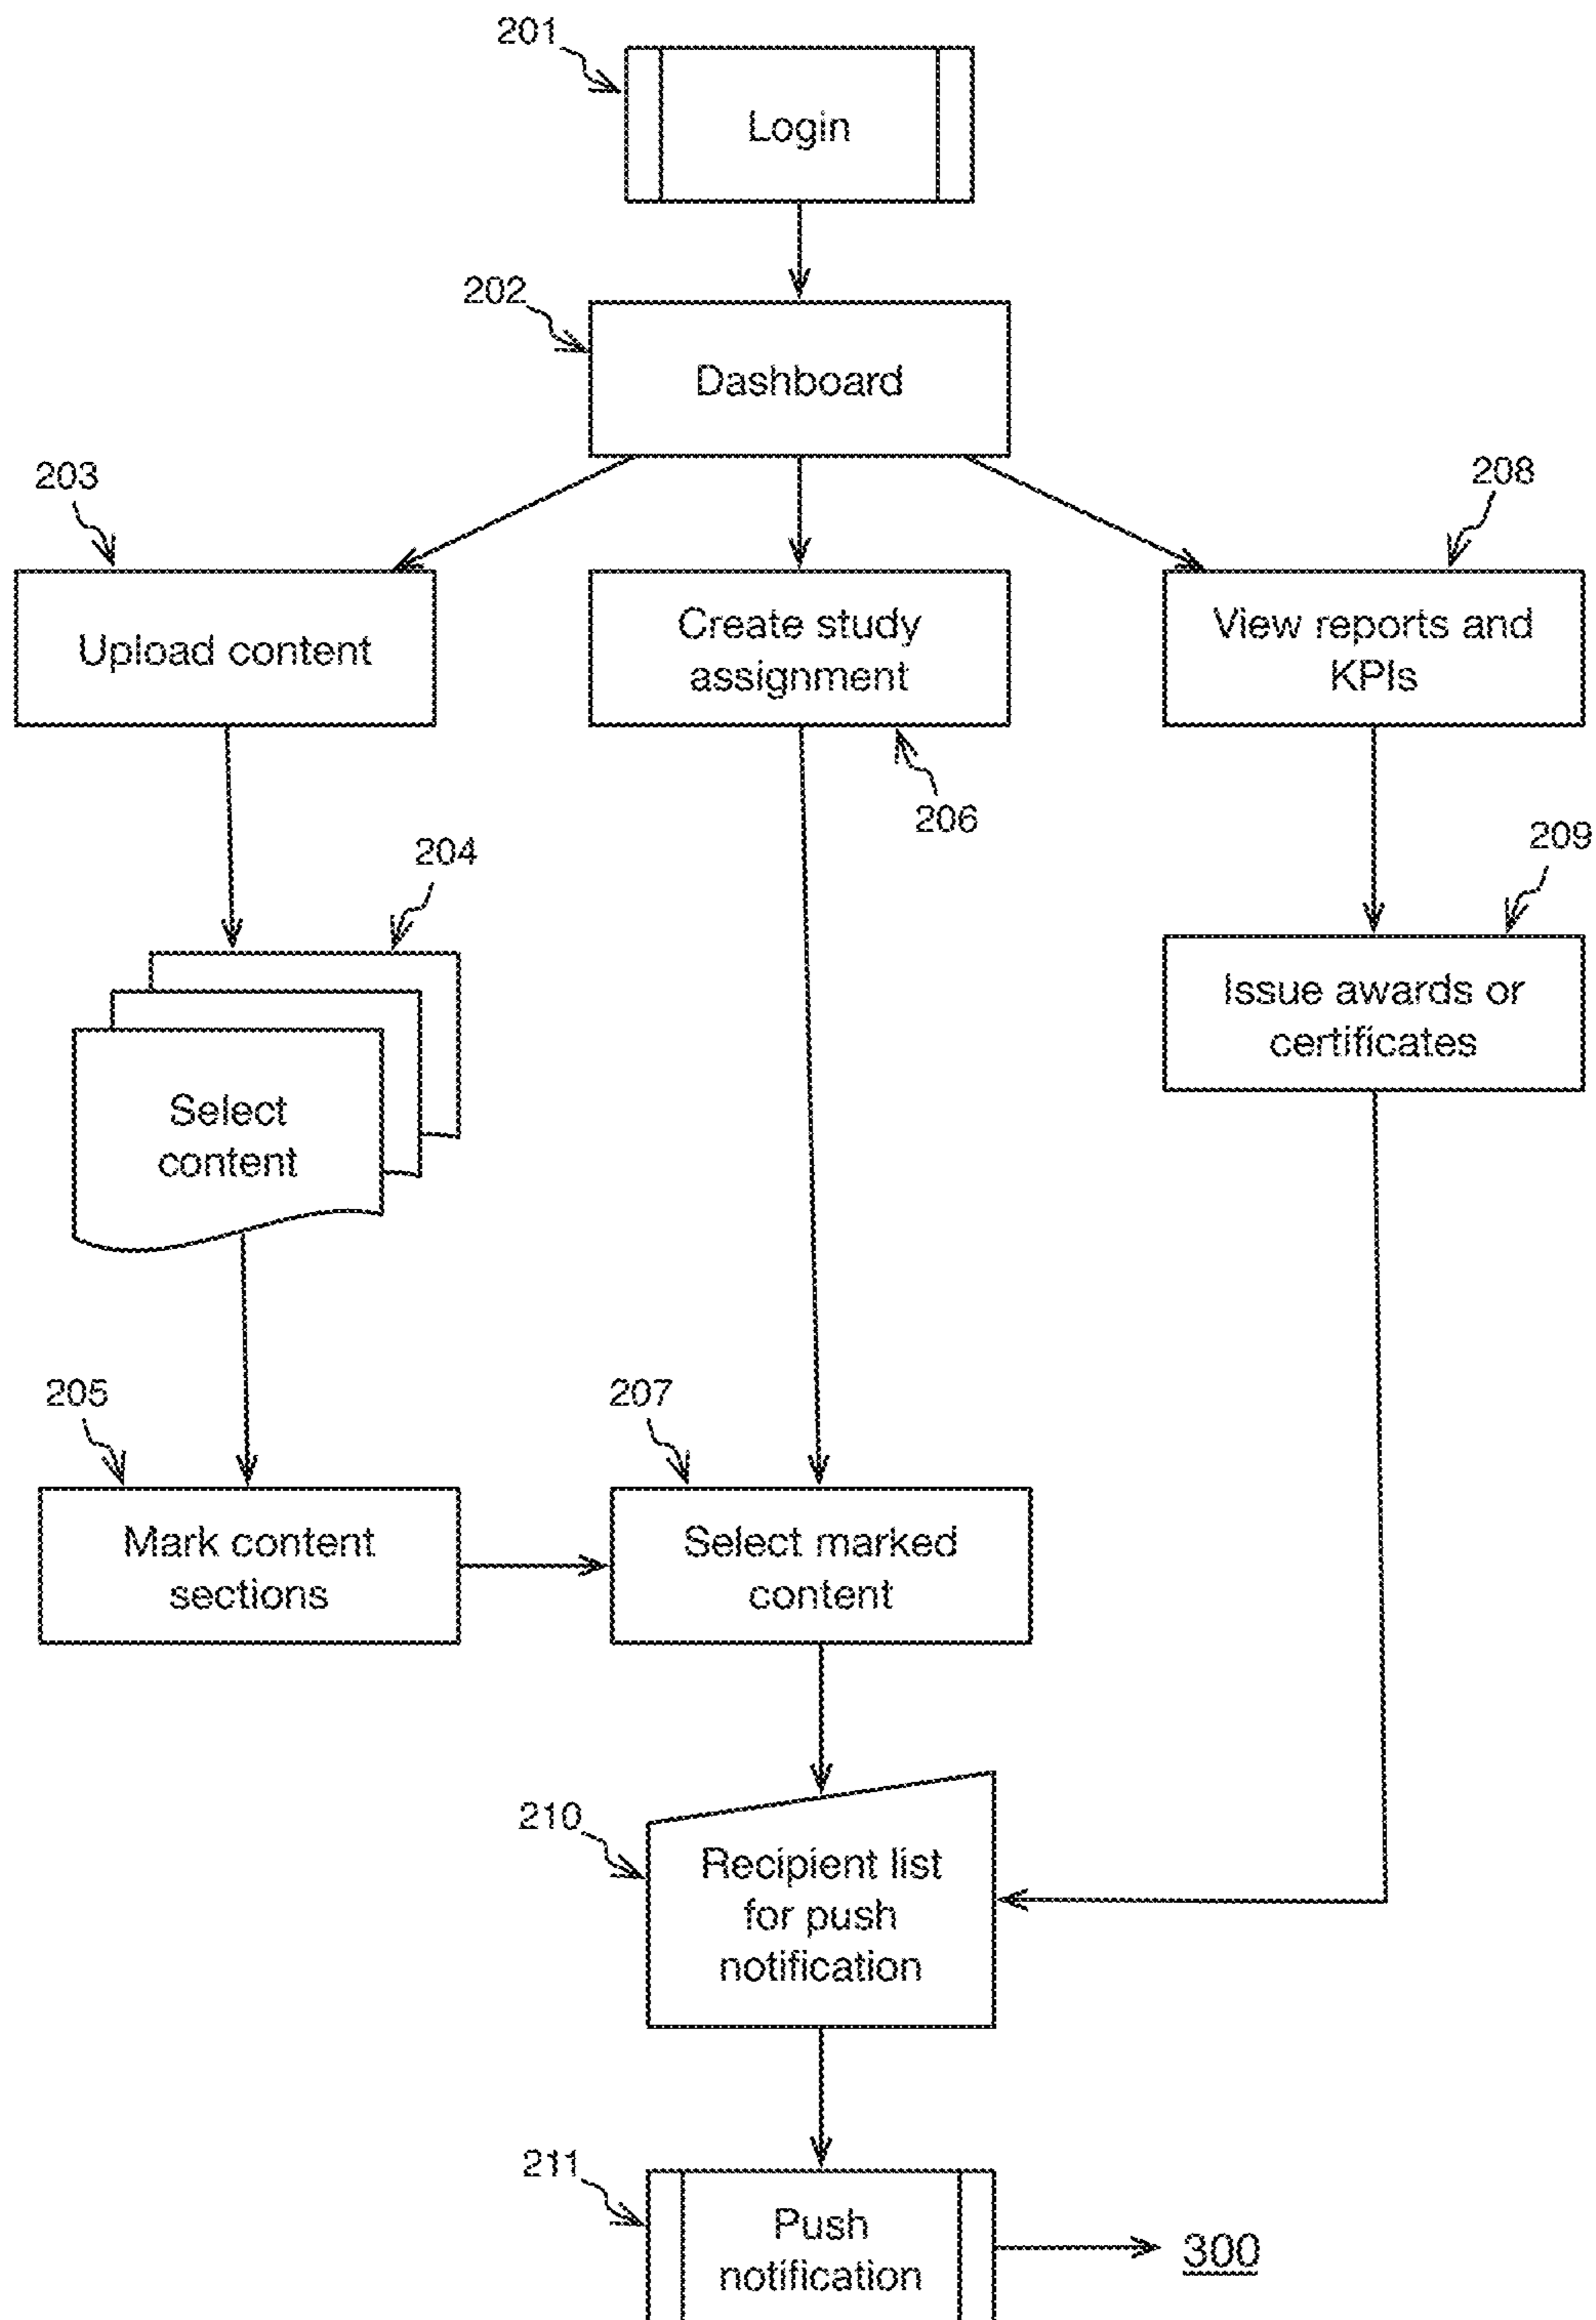 201
Login
202
Dashboard
203
208
Upload content
Create study
assignment
View reports and
KPIs
206
204
209
Issue awards or
certificates
Select
content
205
207
Mark content
sections
Select marked
content
210
Recipient list
for push
notification
211
Push
notification
300